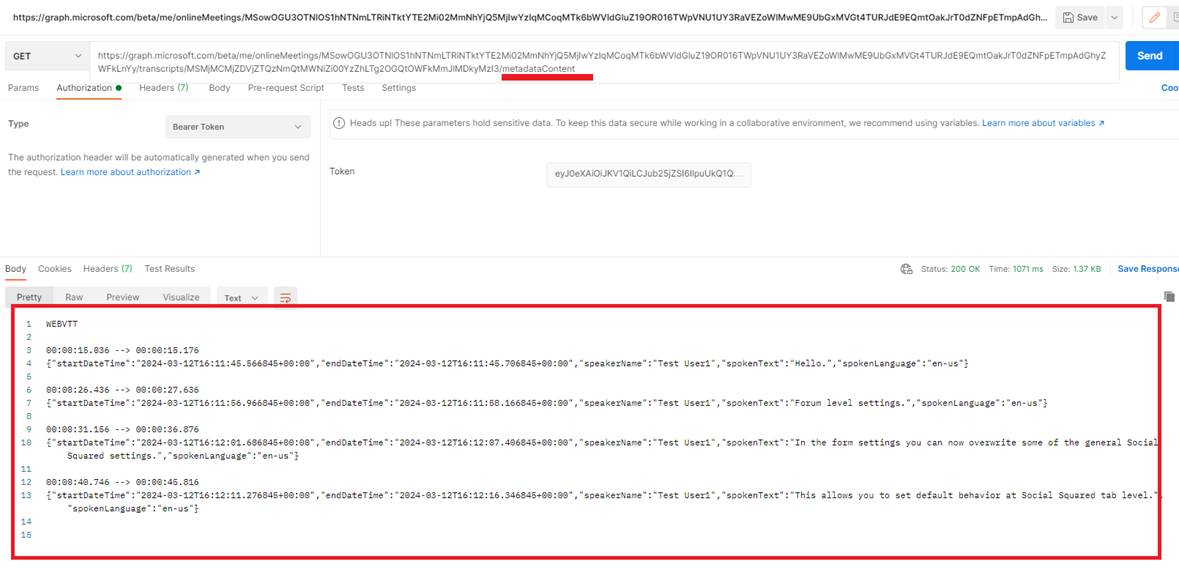 https://graph.microsoft.com/beta/me/onlineMeetings/MSowOGU3OTNlOS1hNTNmLTRiNTktYTE2Mi02MmNhYjQ5MjIwYzIqMCoqMTk6bWVldGluZ19OR016TWpVNU1UY3RaVEZoWlMwME9UbGxMVGt4TURJdE9EQmtOakJrT0dZNFpETmpAdGhy...
Save
GET
https://graph.microsoft.com/beta/me/onlineMeetings/MSowOGU3OTNlOS1hNTNmLTRiNTktYTE2Mi02MmNhYjQ5MjIwYzIqMCoqMTk6bWVldGluZ19OR016TWpVNU1UY3RaVEZoWlMwME9UbGxMVGt4TURJdE9EQmtOakJrT0dZNFpETmpAdGhyZ
WFkLnYy/transcripts/MSMjMCMjZDVjZTQzNmQtMWNiZi00YzZhLTg2OGQtOWFkMmJlMDkyMzI3/metadataContent
Send
Params Authorization Headers (7) Body Pre-request Script Tests Settings
Type
Bearer Token
Heads up! These parameters hold sensitive data. To keep this data secure while working in a collaborative environment, we recommend using variables. Learn more about variables ↗
The authorization header will be automatically generated when you send
the request. Learn more about authorization ↗
Token
Body Cookies Headers (7) Test Results
Status: 200 OK Time: 1071 ms Size: 1.37 KB Save Response
Pretty Raw Preview Visualize Text
1 WEBVTT
2
3 00:00:15.036 --> 00:00:15.176
4 {"startDateTime":"2024-03-12T16:11:45.566845+00:00","endDateTime":"2024-03-12T16:11:45.706845+00:00","speakerName":"Test User1","spokenText":"Hello.","spokenLanguage":"en-us"}
5
6 00:00:26.436 --> 00:00:27.636
7 {"startDateTime":"2024-03-12T16:11:56.966845+00:00","endDateTime":"2024-03-12T16:11:58.166845+00:00","speakerName":"Test User1","spokenText":"Forum level settings.","spokenLanguage":"en-us"}
8
9 00:00:31.156 --> 00:00:36.876
10 {"startDateTime":"2024-03-12T16:12:01.686845+00:00","endDateTime":"2024-03-12T16:12:07.406845+00:00","speakerName":"Test User1","spokenText":"In the form settings you can now overwrite some of the general Social
Squared settings.","spokenLanguage":"en-us"}
11
12 00:00:40.746 --> 00:00:45.816
13 {"startDateTime":"2024-03-12T16:12:11.276845+00:00","endDateTime":"2024-03-12T16:12:16.346845+00:00","speakerName":"Test User1","spokenText":"This allows you to set default behavior at Social Squared tab level.",
"spokenLanguage":"en-us"}
14
15